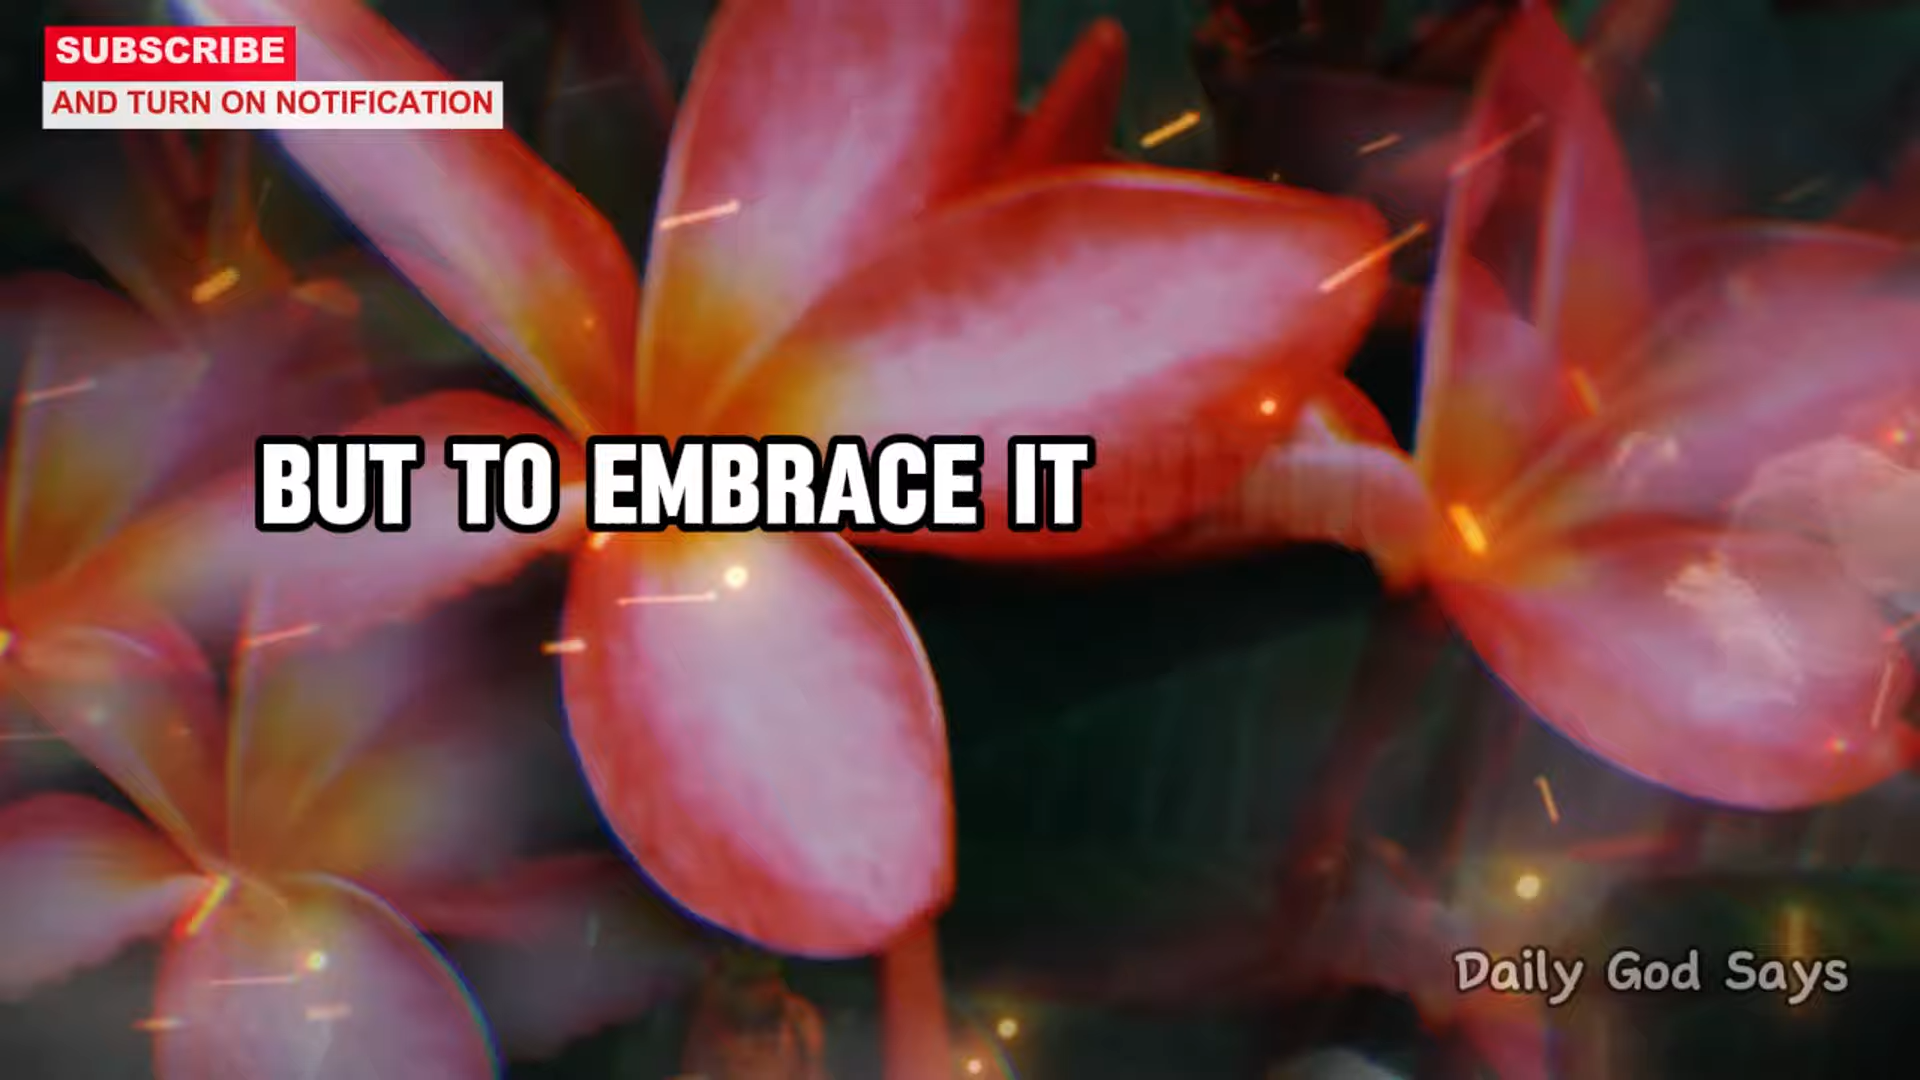 SUBSCRIBE
AND TURN ON NOTIFICATION
BUT TO EMBRACE IT
Daily God Says